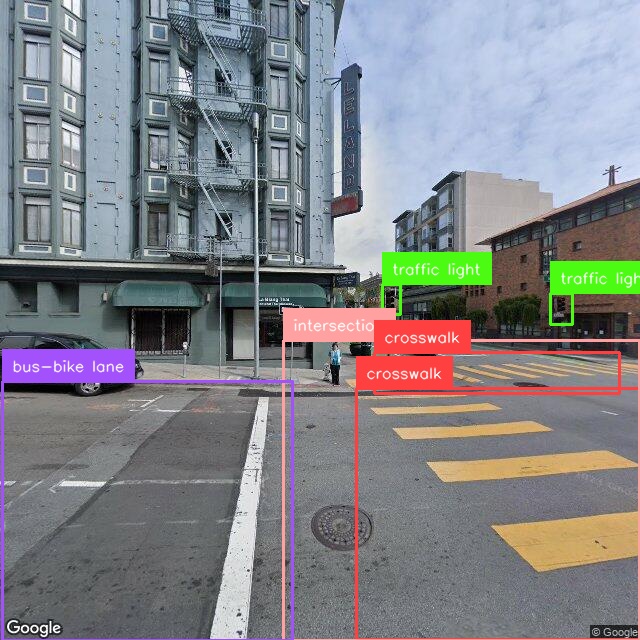 LELAND
traffic light
traffic ligh
intersectio
crosswalk
crosswalk
bus-bike lane
Google
© Google